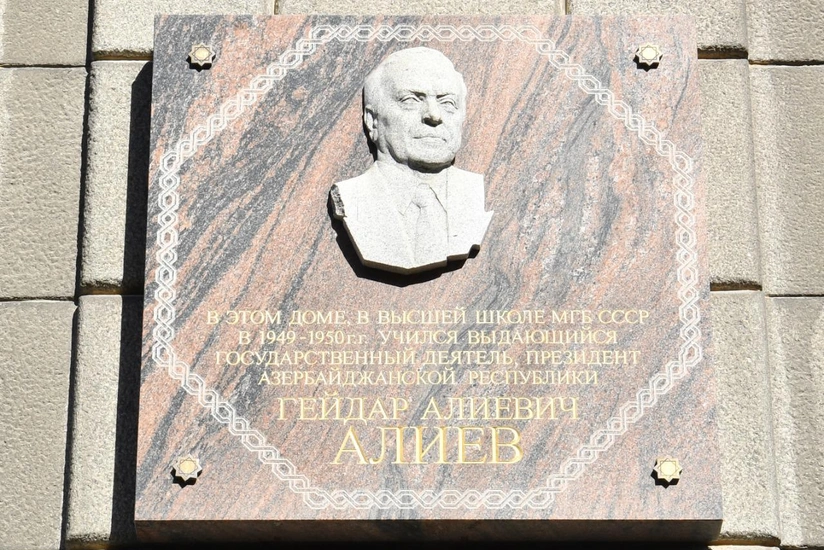 В ЭТОМ ДОМЕ, В ВЫСШЕЙ ШКОЛЕ МГБ СССР
В 1949-1950 г.г. УЧИЛСЯ ВЫДАЮЩИЙСЯ
ГОСУДАРСТВЕННЫЙ ДЕЯТЕЛЬ, ПРЕЗИДЕНТ
АЗЕРБАЙДЖАНСКОЙ РЕСПУБЛИКИ
ГЕЙДАР АЛИЕВИЧ
АЛИЕВ